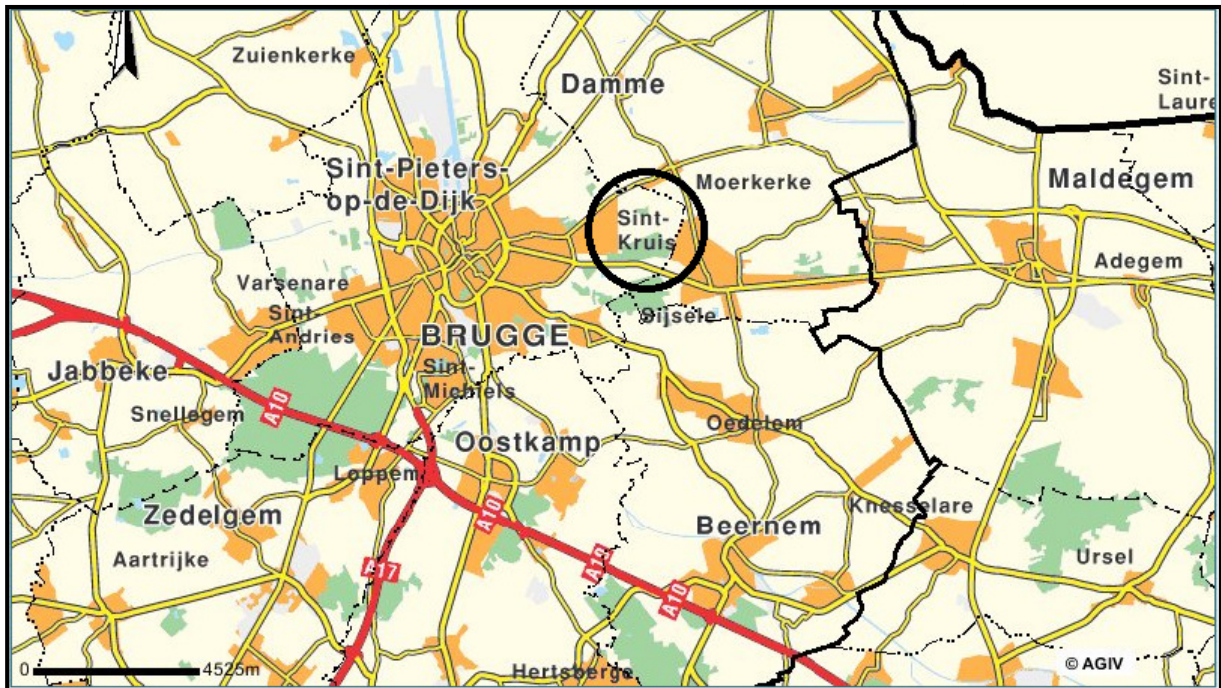 Zuienkerke
Damme
Sint-
Laure
Sint-Pieters-
op-de-Dijk
Moerkerke
Maldegem
Sint-
Kruis
Varsenare
Adegem
Sint-
Andries
BRUGGE
Sijsele
Jabbeke
Sint-
Michiels
A10
Snellegem
Oedelem
Oostkamp
Loppem
A10
Zedelgem
Beernem
Knesselare
Aartrijke
A17
A10
A10
Ursel
0
4525m
Hertsberge
© AGIV